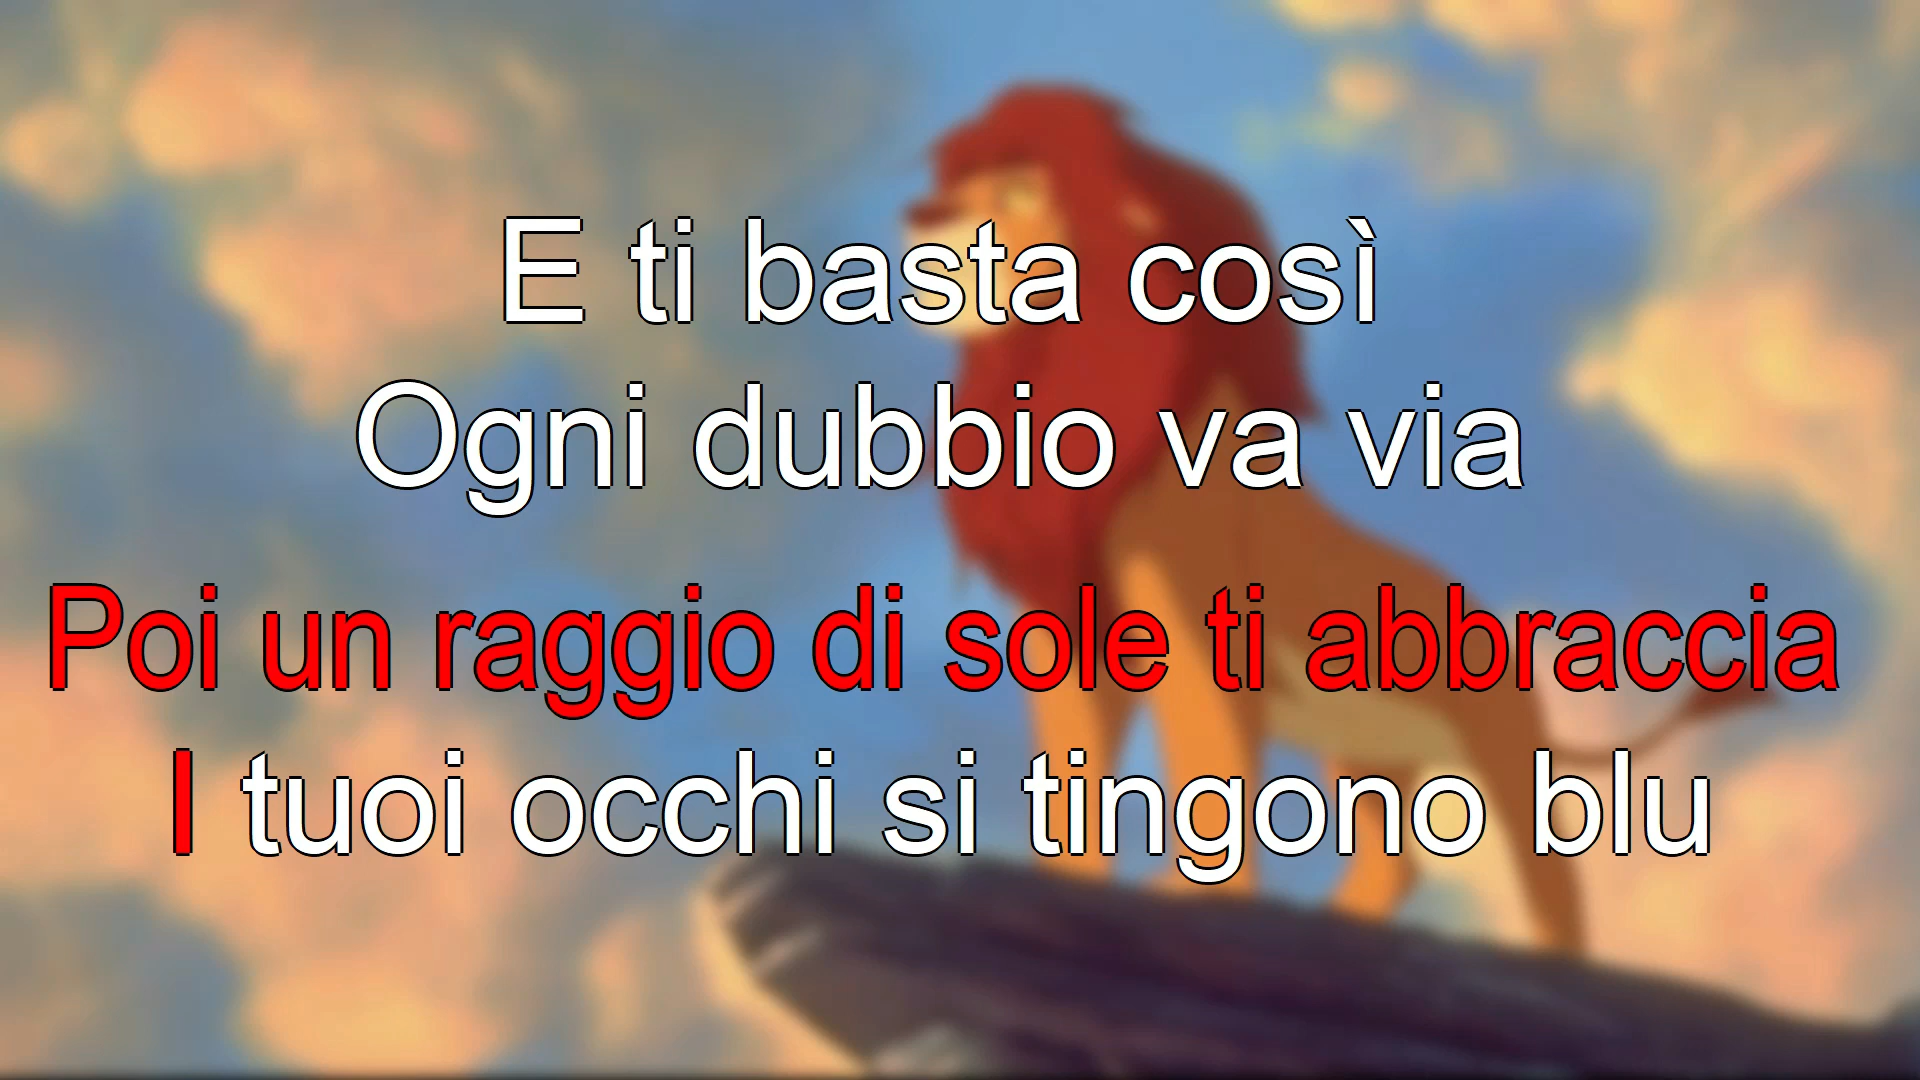 E ti basta così
Ogni dubbio va via
Poi un raggio di sole ti abbraccia
I tuoi occhi si tingono blu